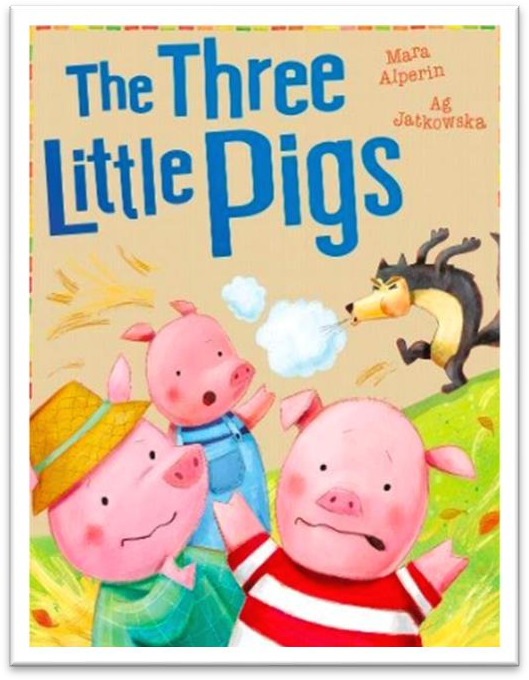 The Three
Little Pigs
Mara
Alperin
Ag
Jatkowska